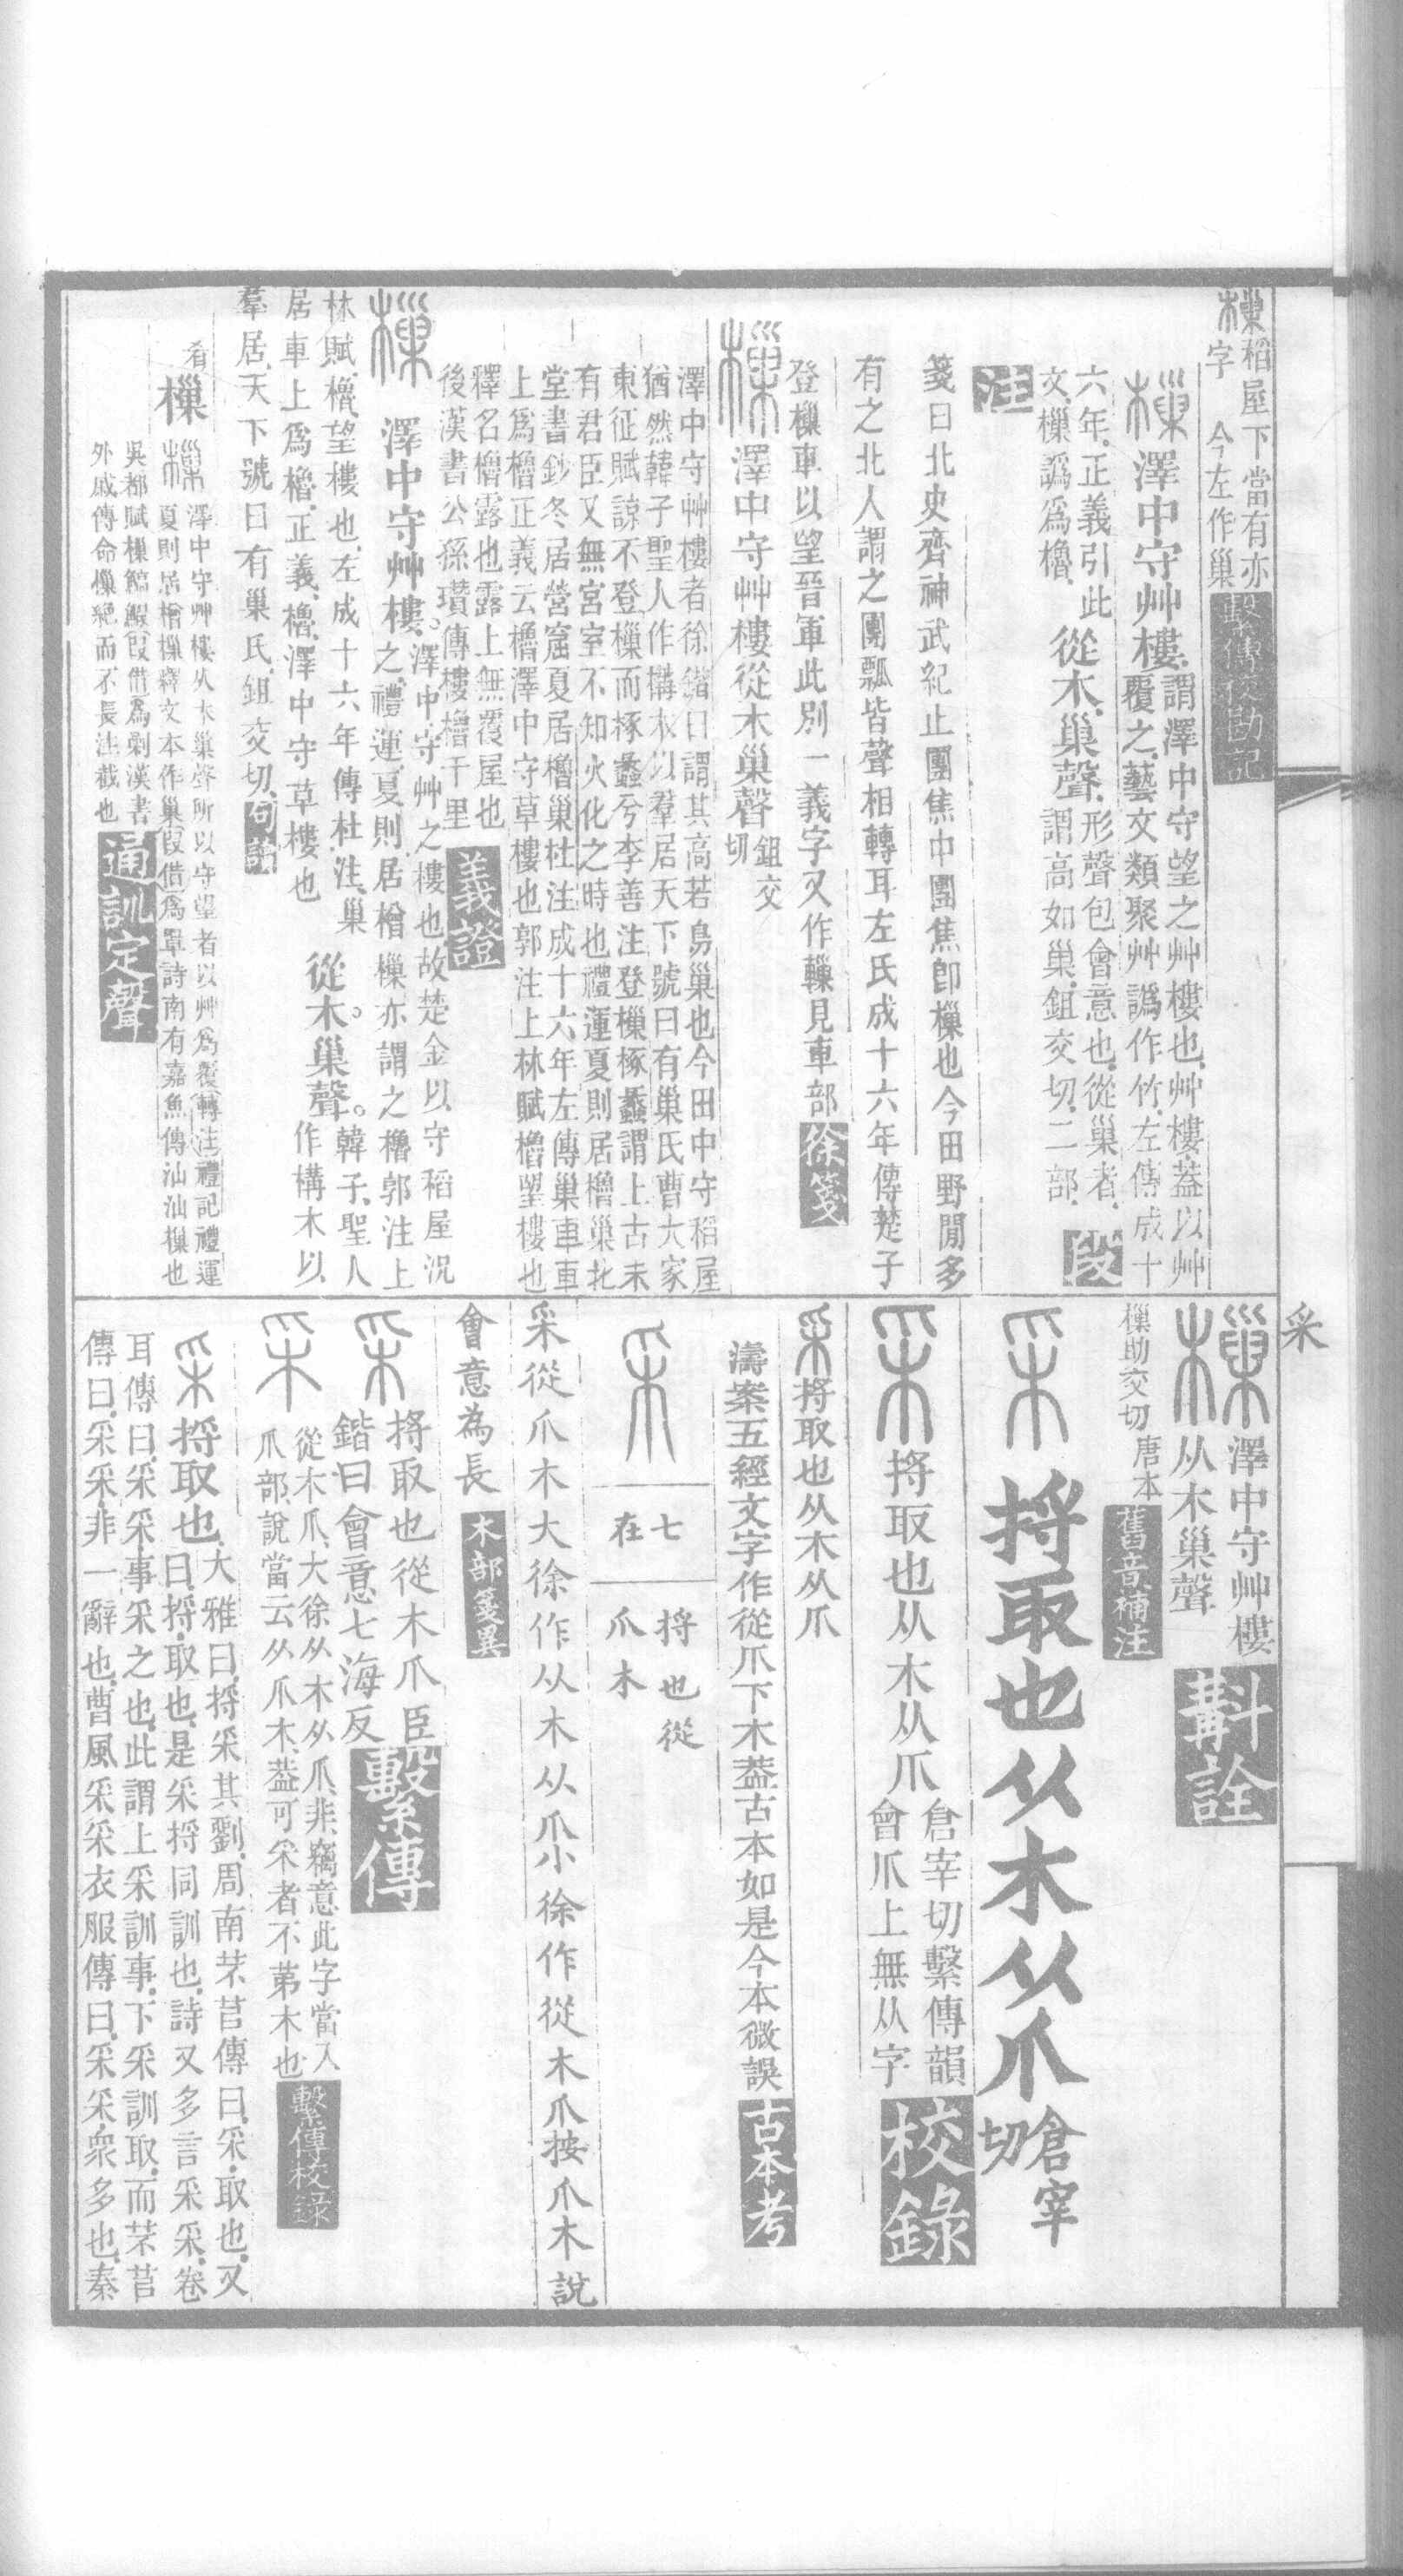 樔稻屋下當有亦
樔字　今左作巢
繫傳校勘記
樔　澤中守艸樓、謂澤中守望之艸樓也、艸樓、蓋以艸
覆之、藝文類聚艸譌作竹、左傳成十
六年、正義引此
文、樔譌爲櫓、從木、巢聲、形聲包會意也、從巢者、
謂高如巢、鉏交切、二部、
段注
箋曰北史齊神武紀止團焦中團焦卽樔也今田野閒多
有之北人謂之團瓢皆聲相轉耳左氏成十六年傳楚子
登樔車以望晉軍此別一義字又作轈見車部
徐箋
樔　澤中守艸樓從木巢聲鉏交切
澤中守艸樓者徐鍇曰謂其高若鳥巢也今田中守稻屋
猶然韓子聖人作構木以羣居天下號曰有巢氏曹大家
東征賦諒不登樔而椓蠡兮李善注登樔椓蠡謂上古未
有君臣又無宮室不知火化之時也禮運夏則居橧巢北
堂書鈔冬居營窟夏居櫓巢杜注成十六年左傳巢車車
上爲櫓正義云櫓澤中守草樓也郭注上林賦櫓望樓也
釋名櫓露也露上無覆屋也
後漢書公孫瓚傳樓櫓千里
義證
樔　澤中守艸樓。澤中、守艸之樓也、故楚金以、守稻屋況
之、禮運、夏則、居橧樔亦謂之櫓郭注上
林賦、櫓、望樓也、左成十六年傳杜、注、巢
居車上爲櫓、正義、櫓、澤中守草樓也　從木。巢聲。韓子、聖人
作構木以
羣居、天下號曰有巢氏、鉏交切、
句讀
肴　樔　澤中守艸樓从木巢聲所以守望者以艸爲覆轉注禮記禮運
夏則居橧樔釋文本作巢叚借爲罩詩南有嘉魚傳汕汕樔也
吳都賦樔鰝鰕叚借爲剿漢書
外戚傳命樔絕而不長注截也
通訓定聲
采
樔　澤中守艸樓
从木巢聲
斠詮
樔助交切　唐本
舊音補注
采　捋取也从木从爪倉宰切
采　捋取也从木从爪倉宰切繫傳韻
會爪上無从字
校錄
采捋取也从木从爪
濤案五經文字作從爪下木蓋古本如是今本微誤
古本考
采　七在　捋也從爪木
采從爪木大徐作从木从爪小徐作從木爪按爪木說
會意為長
木部箋異
采　捋取也從木爪臣
鍇曰會意七海反
繫傳
采　從木爪、大徐从木从爪、非、竊意此字當入
爪部、說當云从爪木、蓋可采者不苐木也
繫傳校錄
采捋取也、大雅曰、捋采其劉、周南芣苢傳曰、采、取也、又
曰、捋、取也、是采捋同訓也、詩又多言采采、卷
耳傳曰、采采、事采之也、此謂上采訓事、下采訓取、而芣苢
傳曰、采采、非一辭也、曹風采采衣服傳曰、采采、衆多也、秦